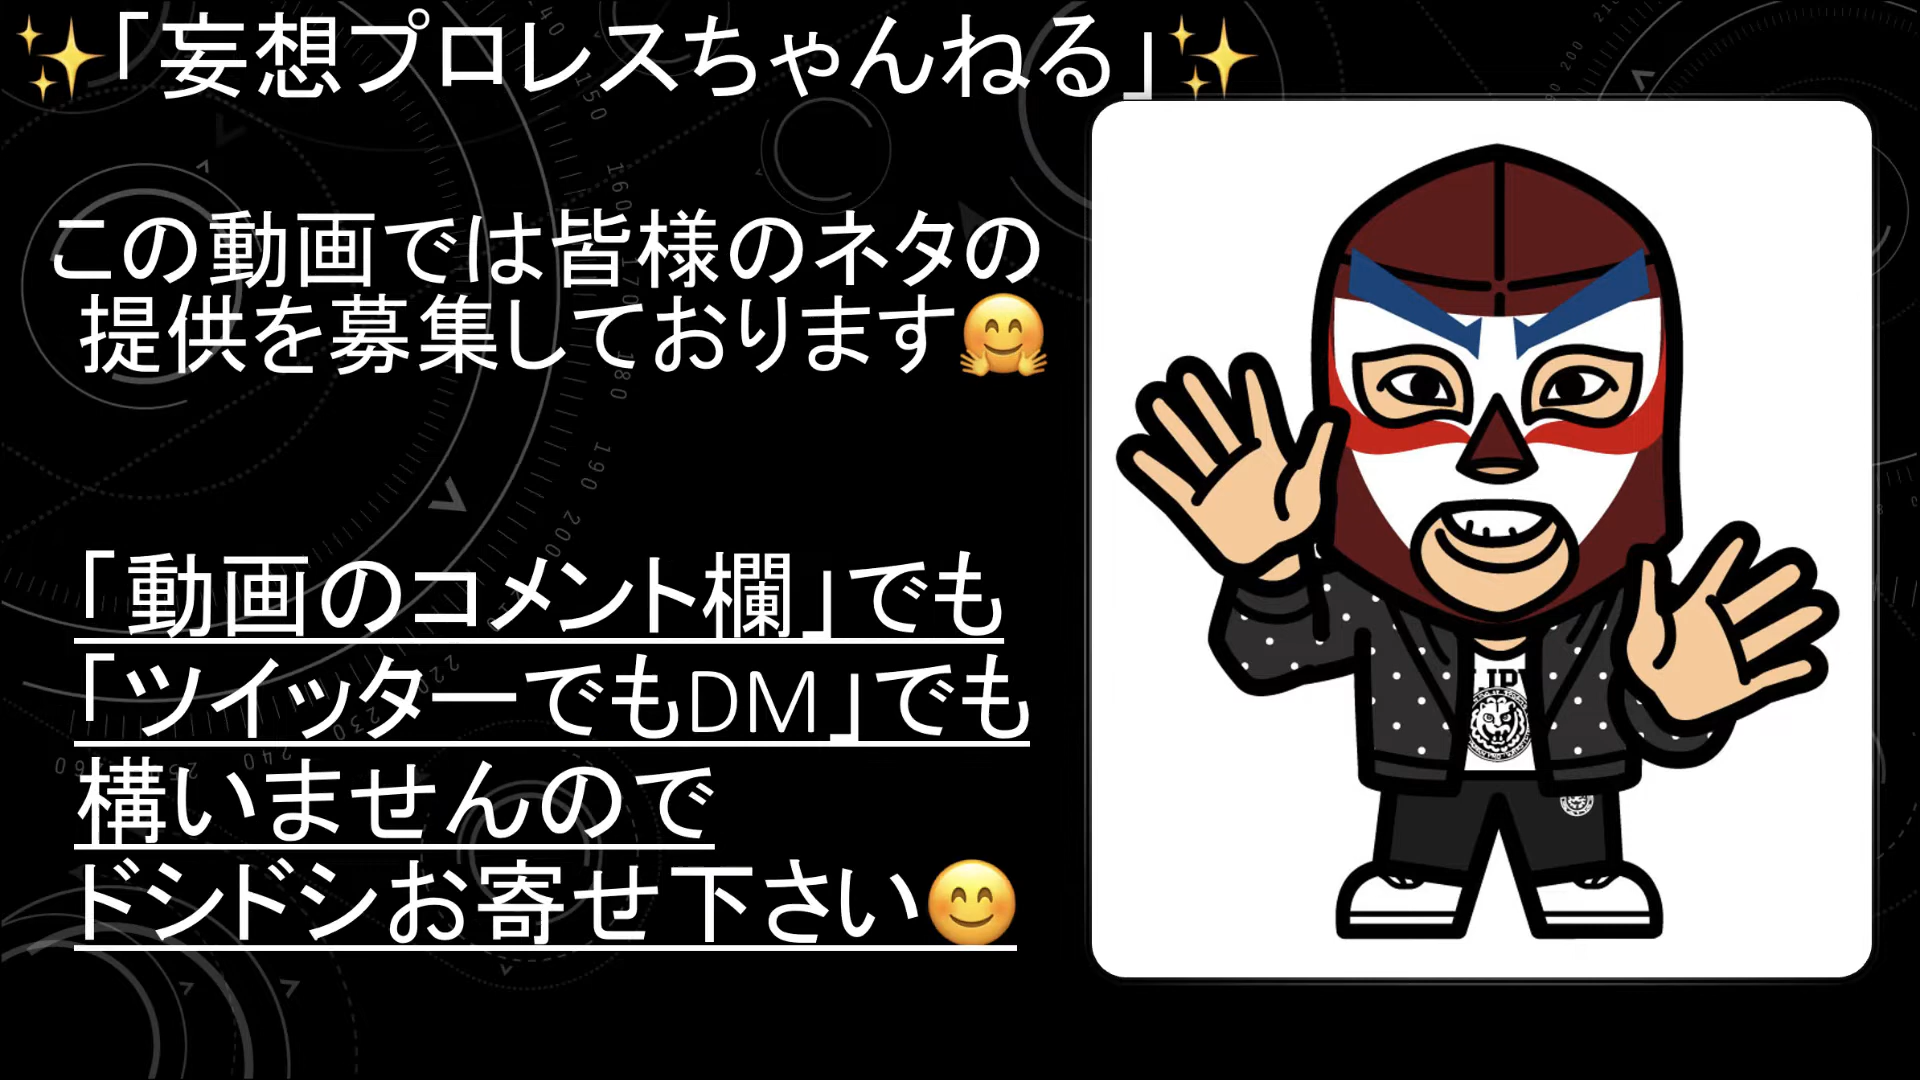 ✨「妄想プロレスちゃんねる」✨
この動画では皆様のネタの
提供を募集しております🤗
「動画のコメント欄」でも
「ツイッターでもDM」でも
構いませんので
ドシドシお寄せ下さい😊